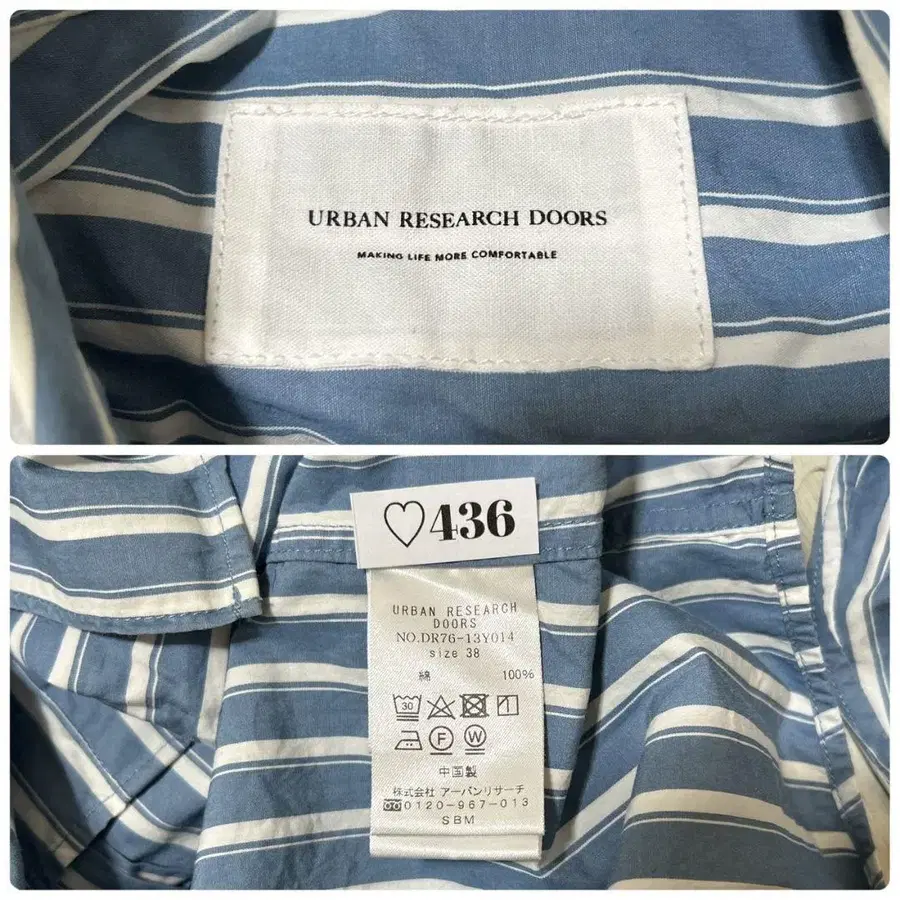 URBAN RESEARCH DOORS
MAKING LIFE MORE COMFORTABLE
♡436
URBAN RESEARCH
DOORS
NO.DR76-13Y014
size 38
綿 100%
30
F W
中国製
株式会社 アーバンリサーチ
0120-967-013
SBM